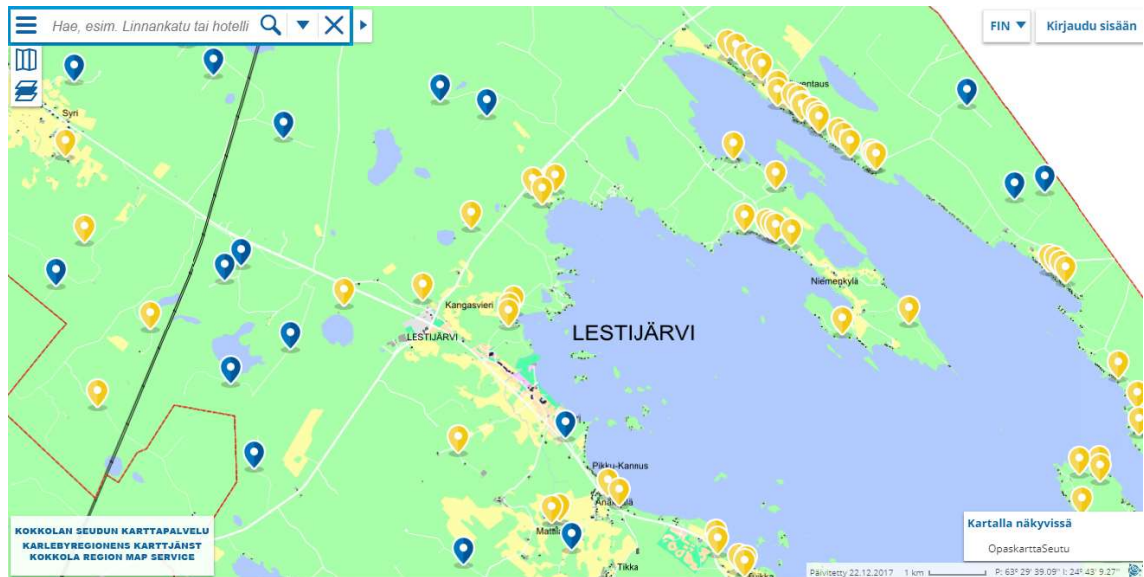 Hae, esim. Linnankatu tai hotelli
FIN
Kirjaudu sisään
Syri
Niemegkylä
Kangasvieri
LESTIJÄRVI
LESTIJÄRVI
Pikku-Kannus
Tikka
KOKKOLAN SEUDUN KARTTAPALVELU
KARLEBYREGIONENS KARTTJÄNST
KOKKOLA REGION MAP SERVICE
Kartalla näkyvissä
OpaskarttaSeutu
Päivitetty 22.12.2017 1 km P: 63° 29' 39.09" I: 24° 43' 9.27"